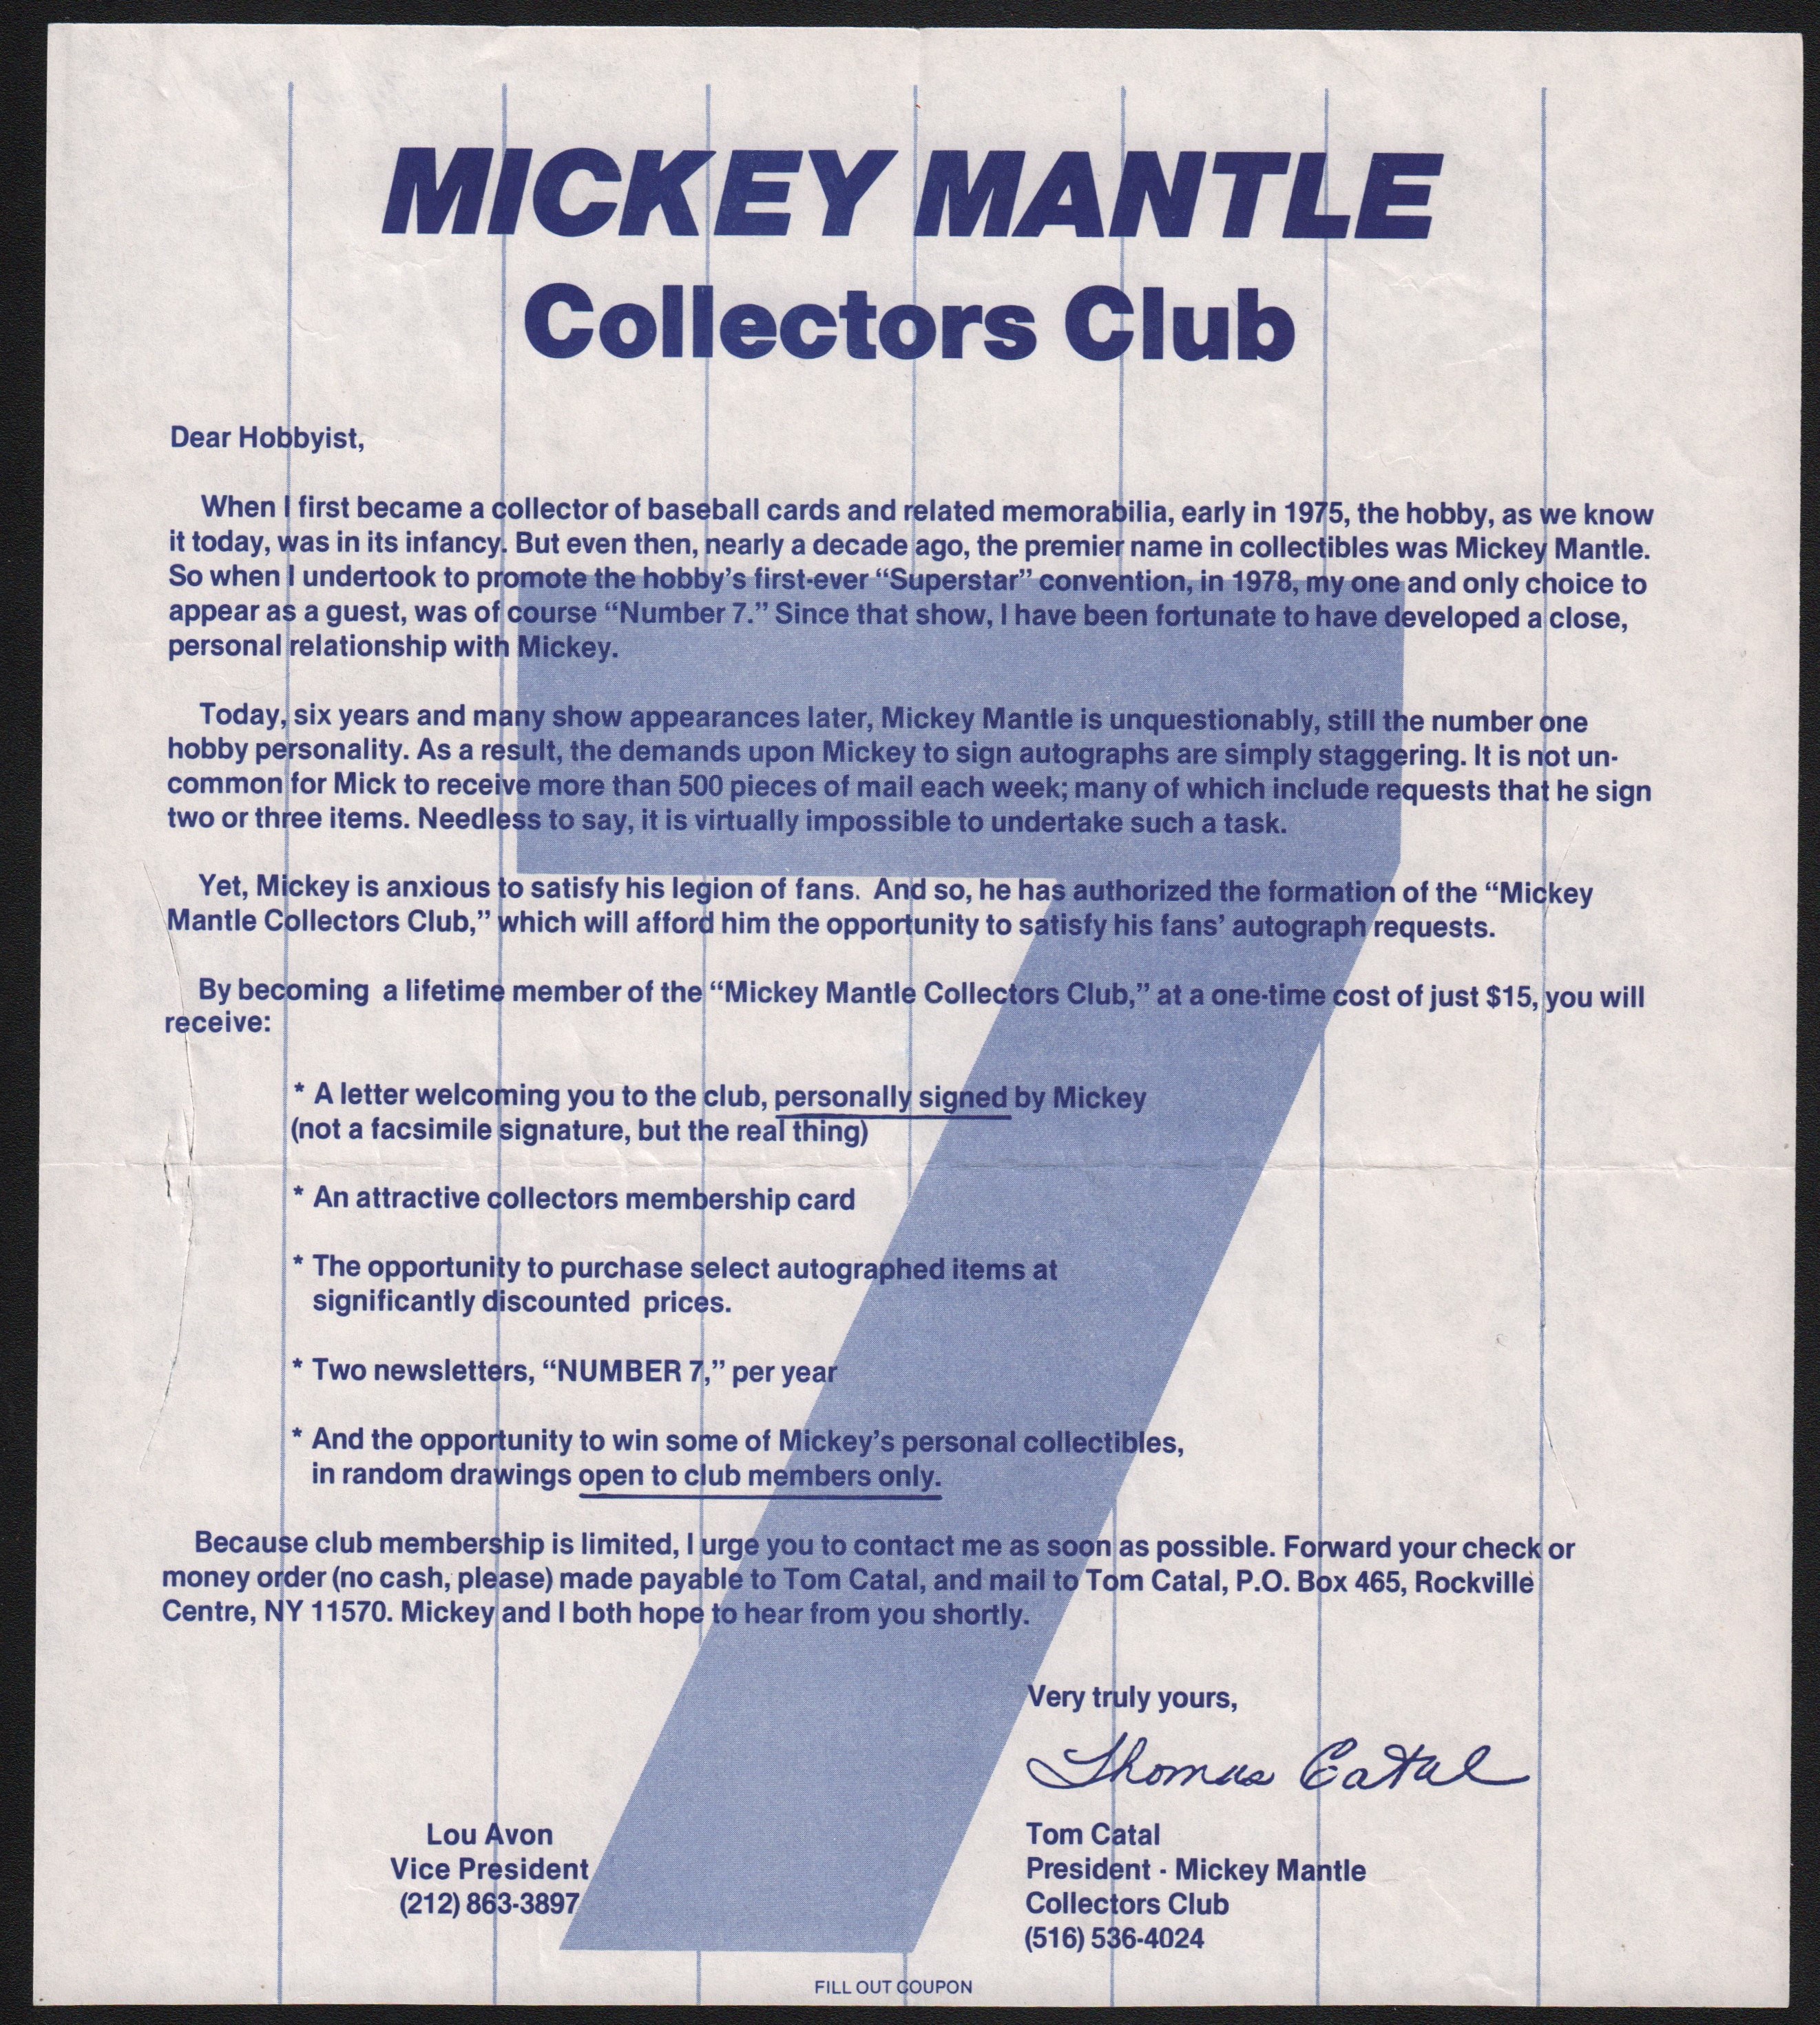 MICKEY MANTLE
Collectors Club
Dear Hobbyist,
When I first became a collector of baseball cards and related memorabilia, early in 1975, the hobby, as we know
it today, was in its infancy. But even then, nearly a decade ago, the premier name in collectibles was Mickey Mantle.
So when I undertook to promote the hobby's first-ever “Superstar” convention, in 1978, my one and only choice to
appear as a guest, was of course “Number 7.” Since that show, I have been fortunate to have developed a close,
personal relationship with Mickey.
Today, six years and many show appearances later, Mickey Mantle is unquestionably, still the number one
hobby personality. As a result, the demands upon Mickey to sign autographs are simply staggering. It is not un-
common for Mick to receive more than 500 pieces of mail each week; many of which include requests that he sign
two or three items. Needless to say, it is virtually impossible to undertake such a task.
Yet, Mickey is anxious to satisfy his legion of fans. And so, he has authorized the formation of the “Mickey
Mantle Collectors Club,” which will afford him the opportunity to satisfy his fans' autograph requests.
By becoming a lifetime member of the “Mickey Mantle Collectors Club,” at a one-time cost of just $15, you will
receive:
* A letter welcoming you to the club, personally signed by Mickey
(not a facsimile signature, but the real thing)
* An attractive collectors membership card
* The opportunity to purchase select autographed items at
significantly discounted prices.
* Two newsletters, “NUMBER 7,” per year
* And the opportunity to win some of Mickey's personal collectibles,
in random drawings open to club members only.
Because club membership is limited, I urge you to contact me as soon as possible. Forward your check or
money order (no cash, please) made payable to Tom Catal, and mail to Tom Catal, P.O. Box 465, Rockville
Centre, NY 11570. Mickey and I both hope to hear from you shortly.
Very truly yours,
Thomas Catal
Lou Avon
Vice President
(212) 863-3897
Tom Catal
President - Mickey Mantle
Collectors Club
(516) 536-4024
FILL OUT COUPON
7